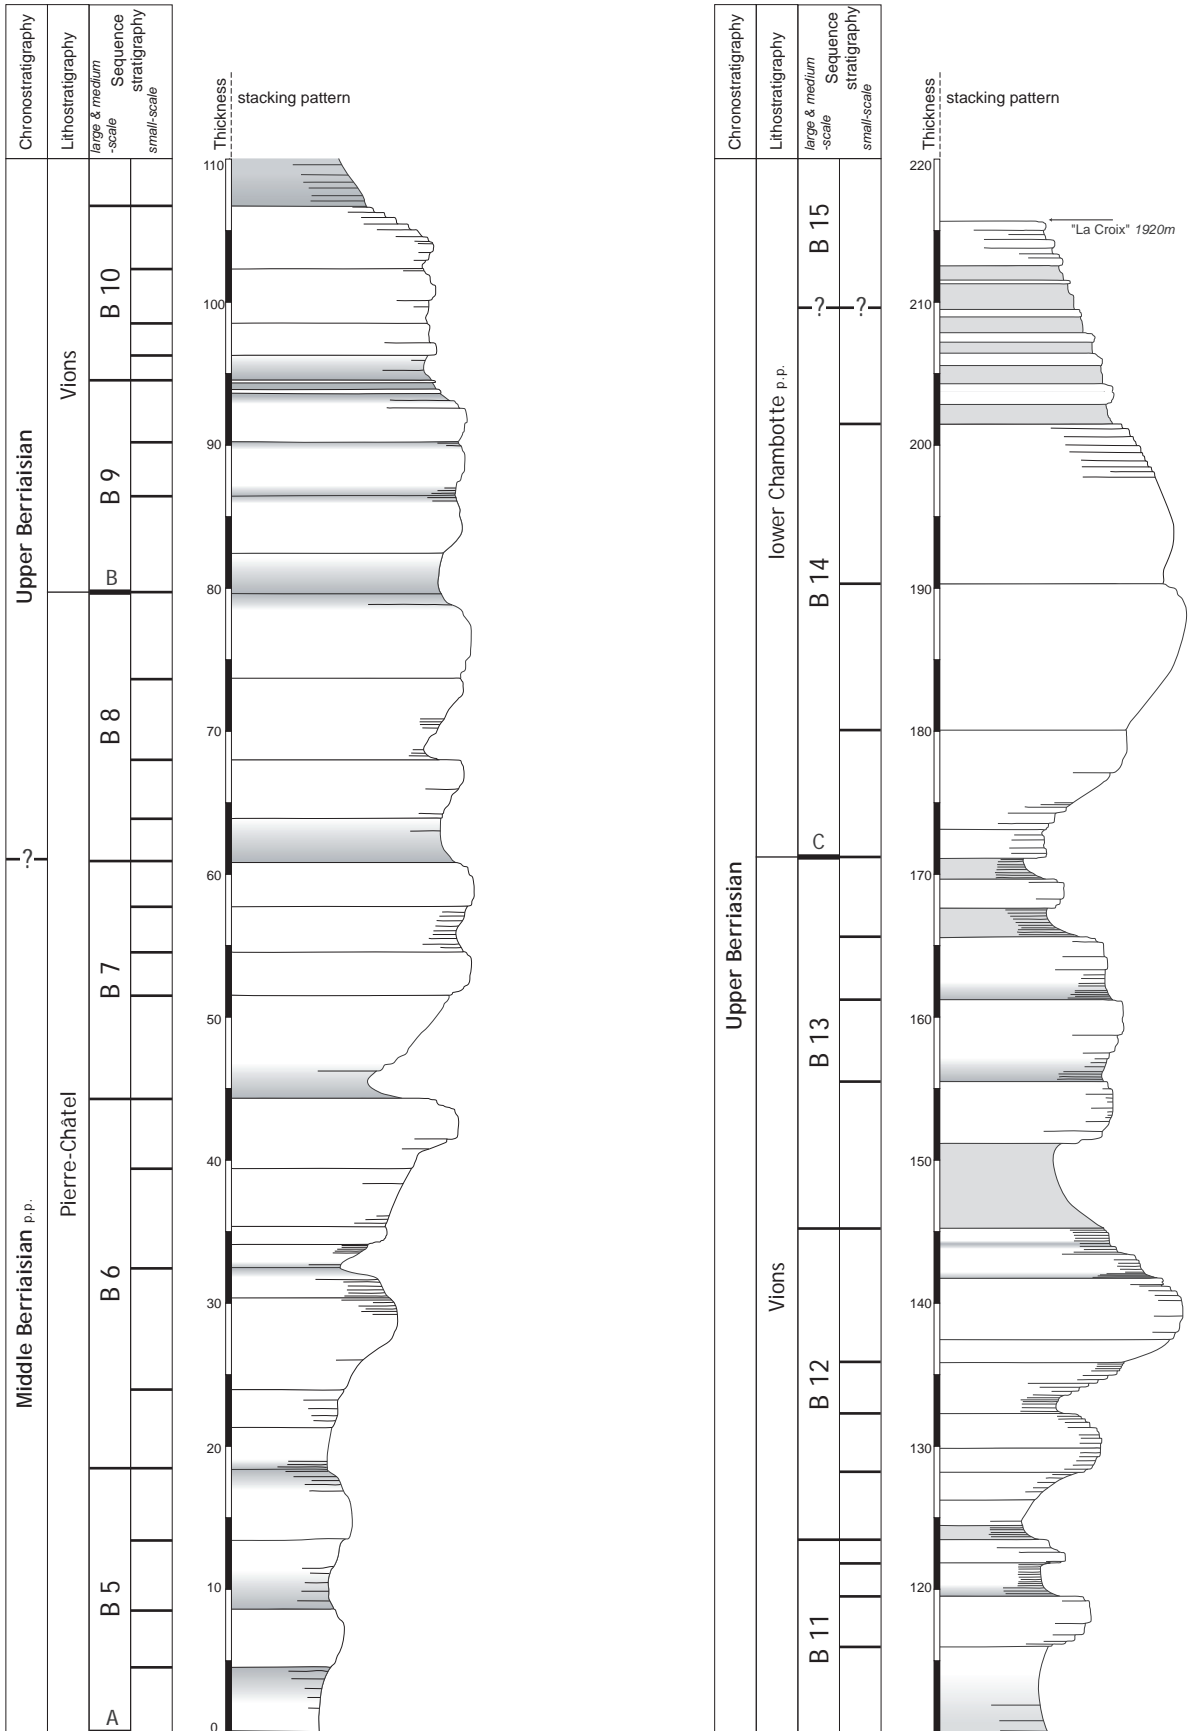 Chronostratigraphy
Lithostratigraphy
large & medium
-scale
Sequence
stratigraphy
small-scale
Thickness
stacking pattern
Upper Berriaisian
Middle Berriaisian p.p.
?
Vions
Pierre-Châtel
B 10
B 9
B
B 8
B 7
B 6
B 5
A
110
100
90
80
70
60
50
40
30
20
10
0
Chronostratigraphy
Lithostratigraphy
large & medium
-scale
Sequence
stratigraphy
small-scale
Thickness
stacking pattern
Upper Berriasian
lower Chambotte p.p.
Vions
B 15
? ?
B 14
C
B 13
B 12
B 11
220
210
200
190
180
170
160
150
140
130
120
"La Croix" 1920m